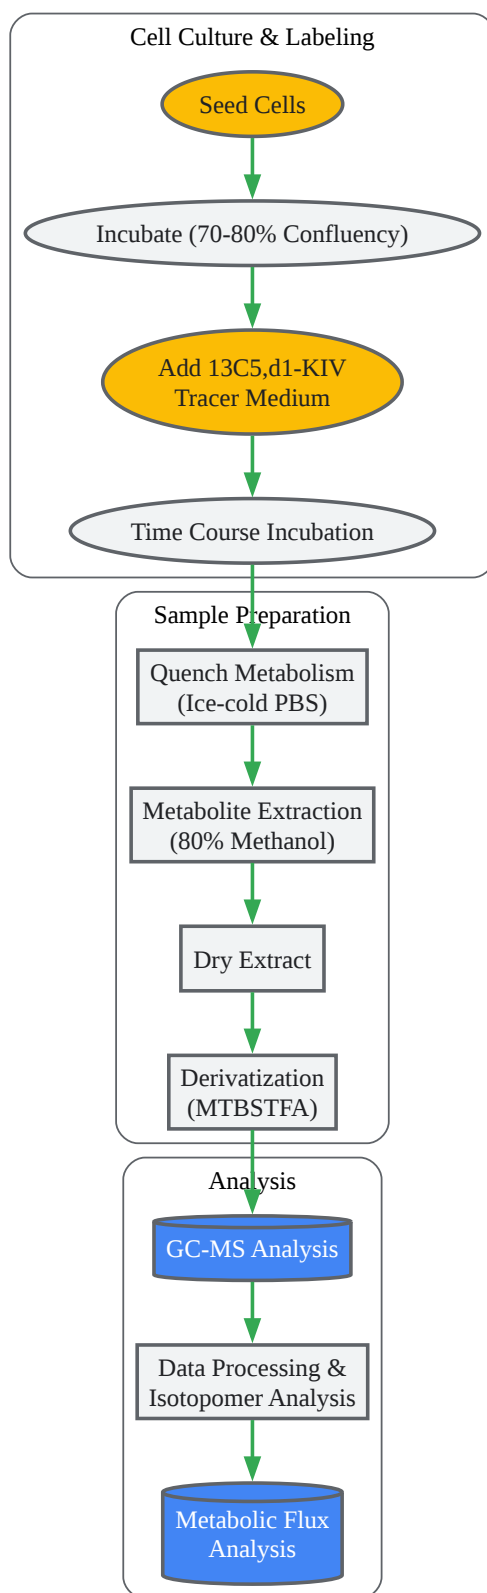 Cell Culture & Labeling
Seed Cells
Incubate (70-80% Confluency)
Add 13C5,d1-KIV
Tracer Medium
Time Course Incubation
Sample Preparation
Quench Metabolism
(Ice-cold PBS)
Metabolite Extraction
(80% Methanol)
Dry Extract
Derivatization
(MTBSTFA)
Analysis
GC-MS Analysis
Data Processing &
Isotopomer Analysis
Metabolic Flux
Analysis